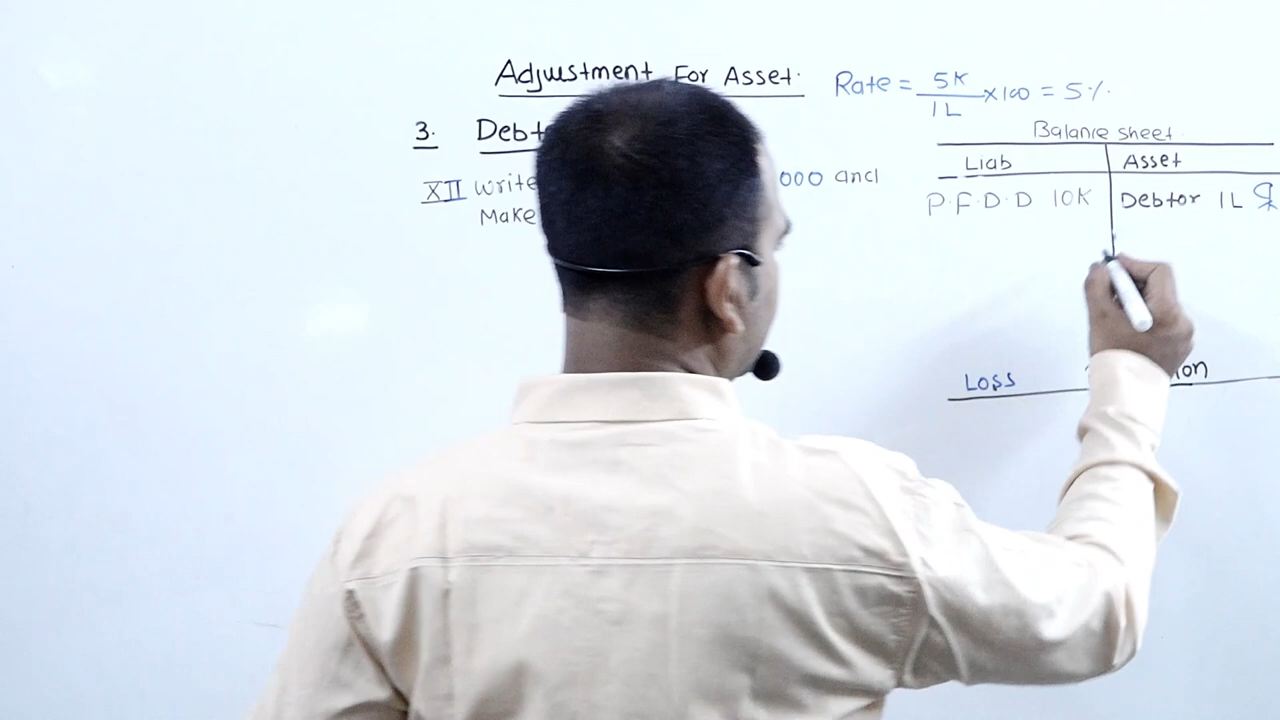 Adjustment For Asset.
Rate = 5K/1L x100 = 5%.
3. Debt
XII Write 000 and
Make
Balance sheet.
Liab Asset
P.F.D.D 10K Debtor 1L
Loss